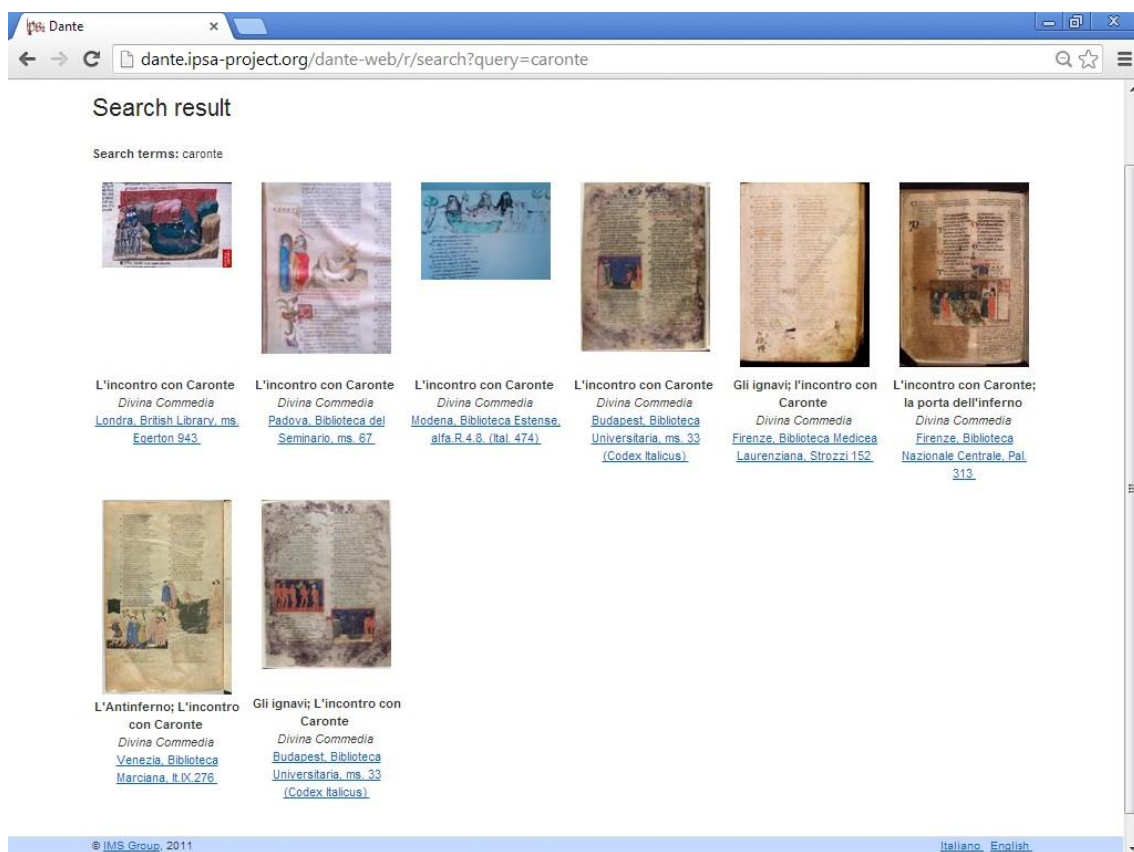 Dante
dante.ipsa-project.org/dante-web/r/search?query=caronte
Search result
Search terms: caronte
L'incontro con Caronte
Divina Commedia
Londra, British Library, ms.
Egerton 943
L'incontro con Caronte
Divina Commedia
Padova, Biblioteca del
Seminario, ms. 67
L'incontro con Caronte
Divina Commedia
Modena, Biblioteca Estense,
alfa.R.4.8. (Ital. 474)
L'incontro con Caronte
Divina Commedia
Budapest, Biblioteca
Universitaria, ms. 33
(Codex Italicus)
Gli ignavi; l'incontro con
Caronte
Divina Commedia
Firenze, Biblioteca Medicea
Laurenziana, Strozzi 152
L'incontro con Caronte;
la porta dell'inferno
Divina Commedia
Firenze, Biblioteca
Nazionale Centrale, Pal.
313
L'Antinferno; L'incontro
con Caronte
Divina Commedia
Venezia, Biblioteca
Marciana, It.IX.276
Gli ignavi; L'incontro con
Caronte
Divina Commedia
Budapest, Biblioteca
Universitaria, ms. 33
(Codex Italicus)
© IMS Group, 2011
Italiano English